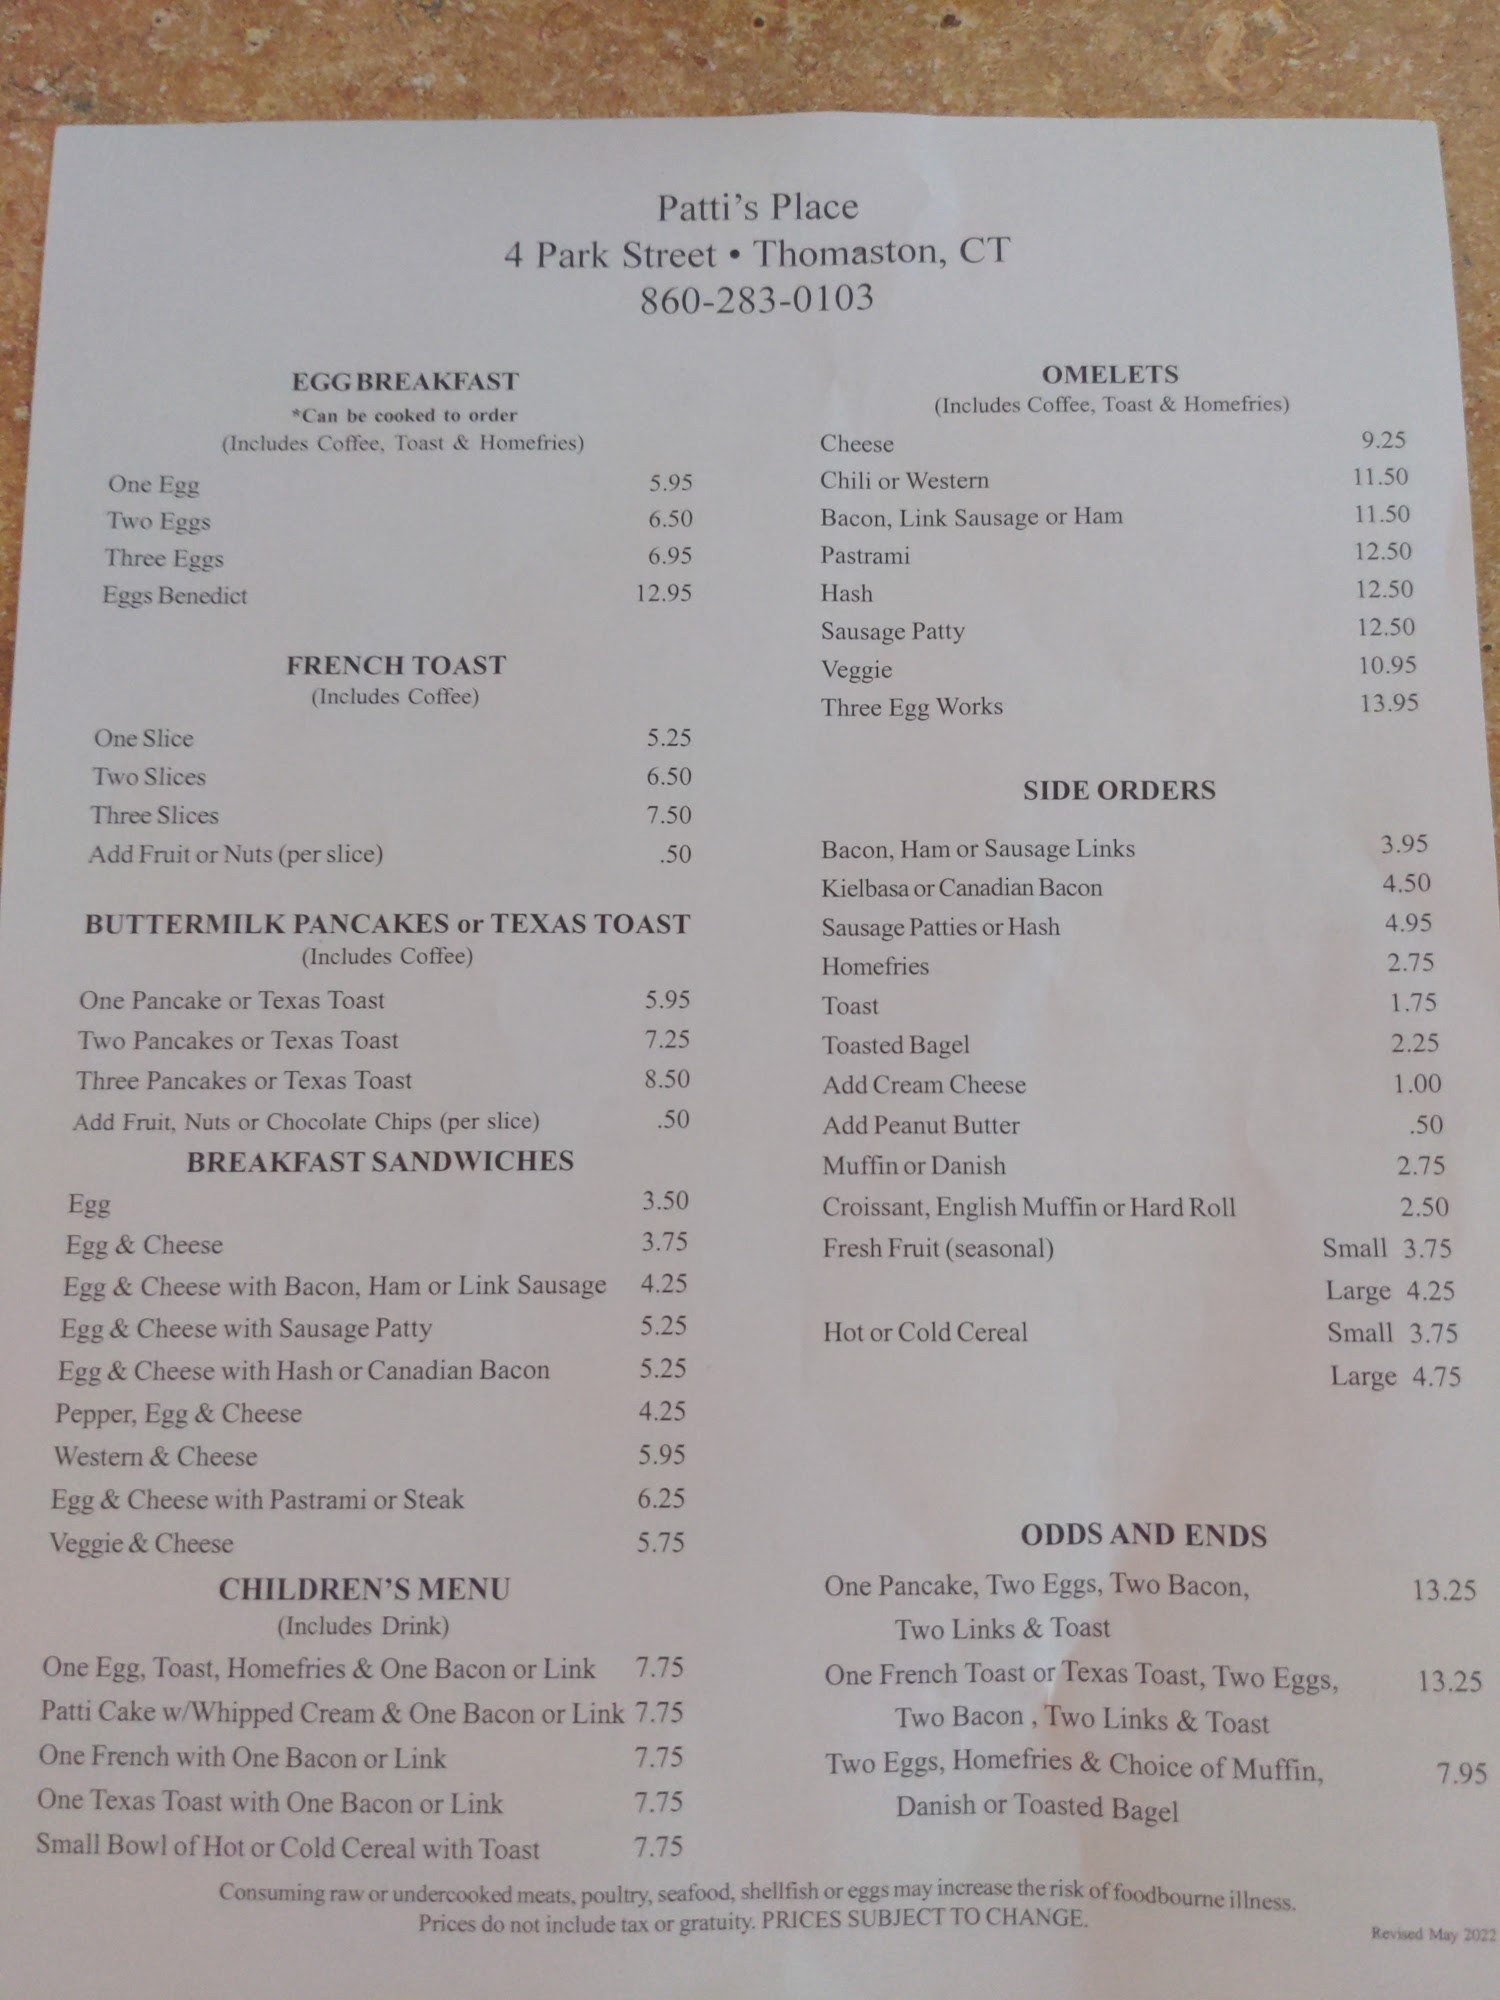 Patti's Place
4 Park Street • Thomaston, CT
860-283-0103
EGG BREAKFAST
*Can be cooked to order
(Includes Coffee, Toast & Homefries)
One Egg 5.95
Two Eggs 6.50
Three Eggs 6.95
Eggs Benedict 12.95
FRENCH TOAST
(Includes Coffee)
One Slice 5.25
Two Slices 6.50
Three Slices 7.50
Add Fruit or Nuts (per slice) .50
BUTTERMILK PANCAKES or TEXAS TOAST
(Includes Coffee)
One Pancake or Texas Toast 5.95
Two Pancakes or Texas Toast 7.25
Three Pancakes or Texas Toast 8.50
Add Fruit, Nuts or Chocolate Chips (per slice) .50
BREAKFAST SANDWICHES
Egg 3.50
Egg & Cheese 3.75
Egg & Cheese with Bacon, Ham or Link Sausage 4.25
Egg & Cheese with Sausage Patty 5.25
Egg & Cheese with Hash or Canadian Bacon 5.25
Pepper, Egg & Cheese 4.25
Western & Cheese 5.95
Egg & Cheese with Pastrami or Steak 6.25
Veggie & Cheese 5.75
CHILDREN'S MENU
(Includes Drink)
One Egg, Toast, Homefries & One Bacon or Link 7.75
Patti Cake w/Whipped Cream & One Bacon or Link 7.75
One French with One Bacon or Link 7.75
One Texas Toast with One Bacon or Link 7.75
Small Bowl of Hot or Cold Cereal with Toast 7.75
OMELETS
(Includes Coffee, Toast & Homefries)
Cheese 9.25
Chili or Western 11.50
Bacon, Link Sausage or Ham 11.50
Pastrami 12.50
Hash 12.50
Sausage Patty 12.50
Veggie 10.95
Three Egg Works 13.95
SIDE ORDERS
Bacon, Ham or Sausage Links 3.95
Kielbasa or Canadian Bacon 4.50
Sausage Patties or Hash 4.95
Homefries 2.75
Toast 1.75
Toasted Bagel 2.25
Add Cream Cheese 1.00
Add Peanut Butter .50
Muffin or Danish 2.75
Croissant, English Muffin or Hard Roll 2.50
Fresh Fruit (seasonal) Small 3.75
Large 4.25
Hot or Cold Cereal Small 3.75
Large 4.75
ODDS AND ENDS
One Pancake, Two Eggs, Two Bacon, 13.25
Two Links & Toast
One French Toast or Texas Toast, Two Eggs, 13.25
Two Bacon , Two Links & Toast
Two Eggs, Homefries & Choice of Muffin, 7.95
Danish or Toasted Bagel
Consuming raw or undercooked meats, poultry, seafood, shellfish or eggs may increase the risk of foodbourne illness.
Prices do not include tax or gratuity. PRICES SUBJECT TO CHANGE.
Revised May 2022